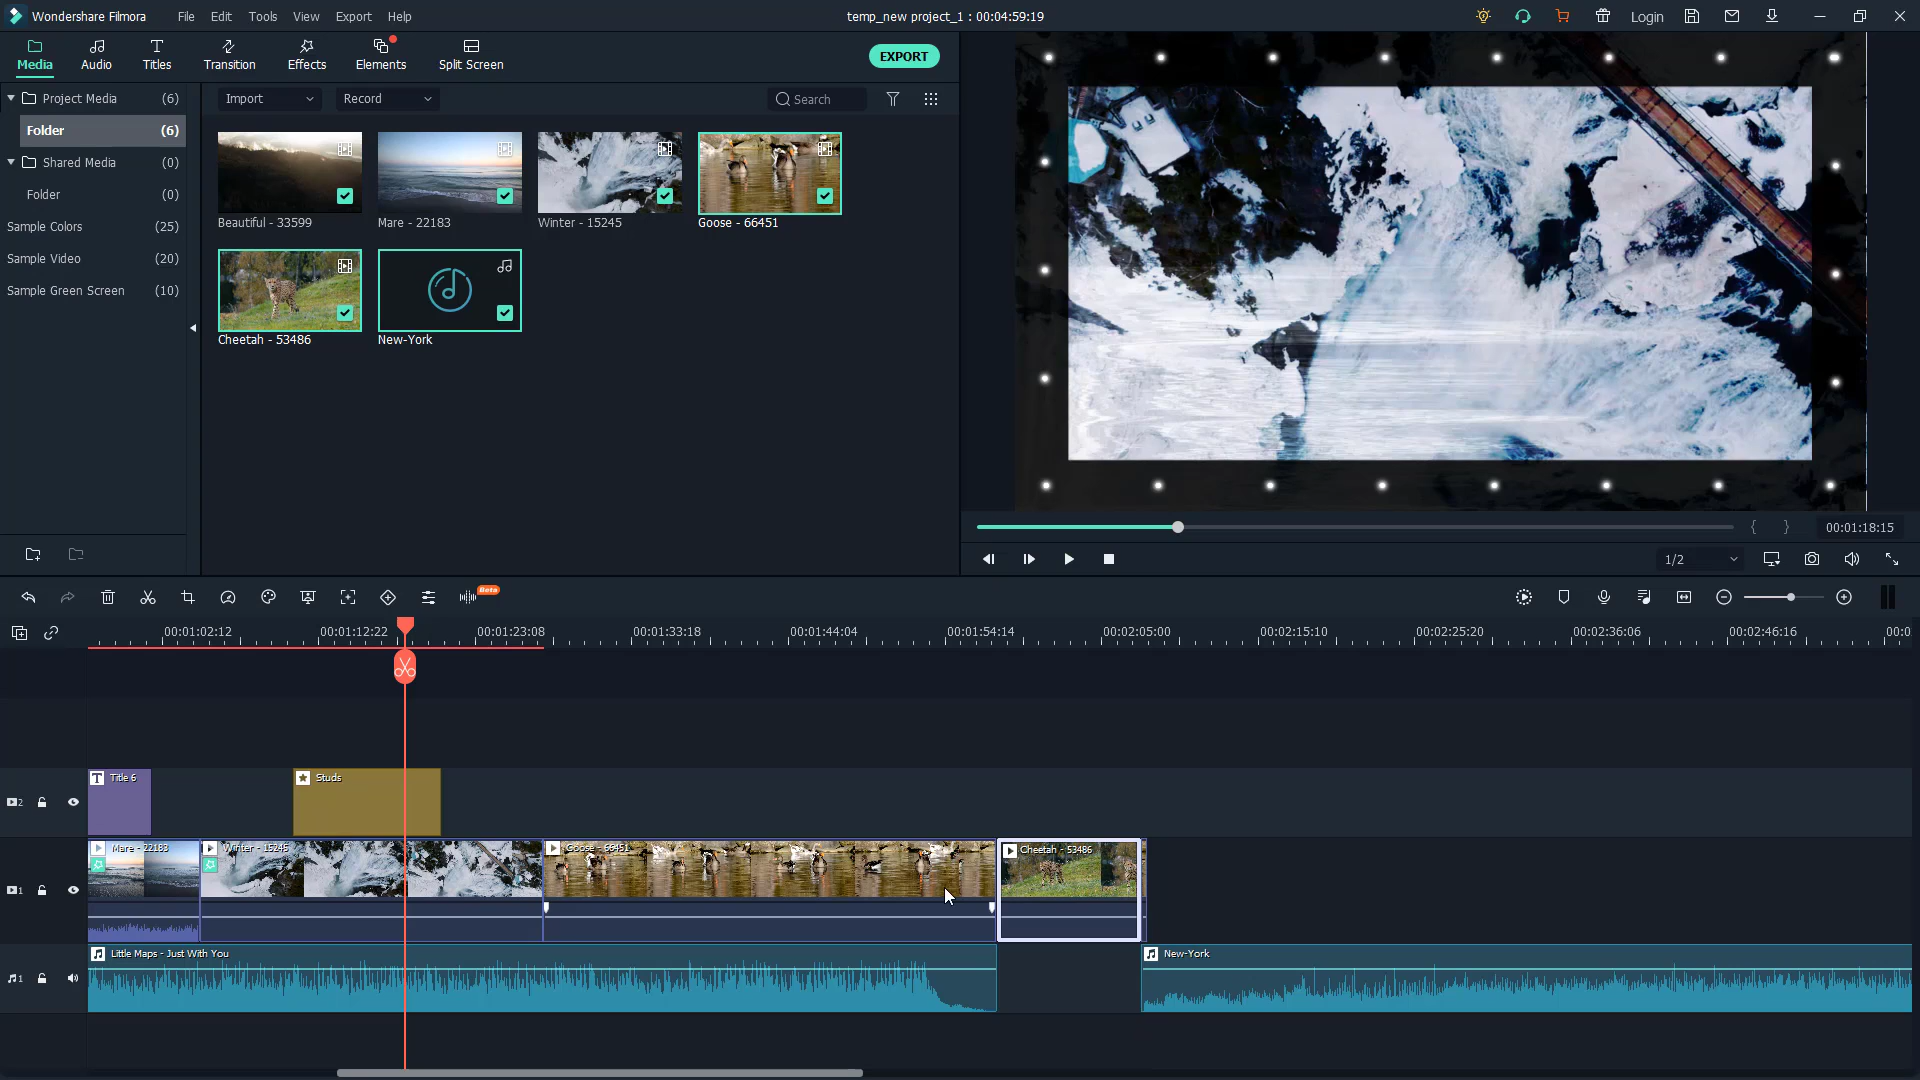 Wondershare Filmora
File
Edit
Tools
View
Export
Help
temp_new project_1 : 00:04:59:19
Login
Media
Audio
Titles
Transition
Effects
Elements
Split Screen
EXPORT
Project Media (6)
Folder (6)
Shared Media (0)
Folder (0)
Sample Colors (25)
Sample Video (20)
Sample Green Screen (10)
Import
Record
Search
Beautiful - 33599
Mare - 22183
Winter - 15245
Goose - 66451
Cheetah - 53486
New-York
00:01:18:15
1/2
Beta
00:01:02:12
00:01:12:22
00:01:23:08
00:01:33:18
00:01:44:04
00:01:54:14
00:02:05:00
00:02:15:10
00:02:25:20
00:02:36:06
00:02:46:16
00:0
2
Title 6
Studs
1
Mare - 22183
Winter - 15245
Goose - 66451
Cheetah - 53486
1
Little Maps - Just With You
New-York